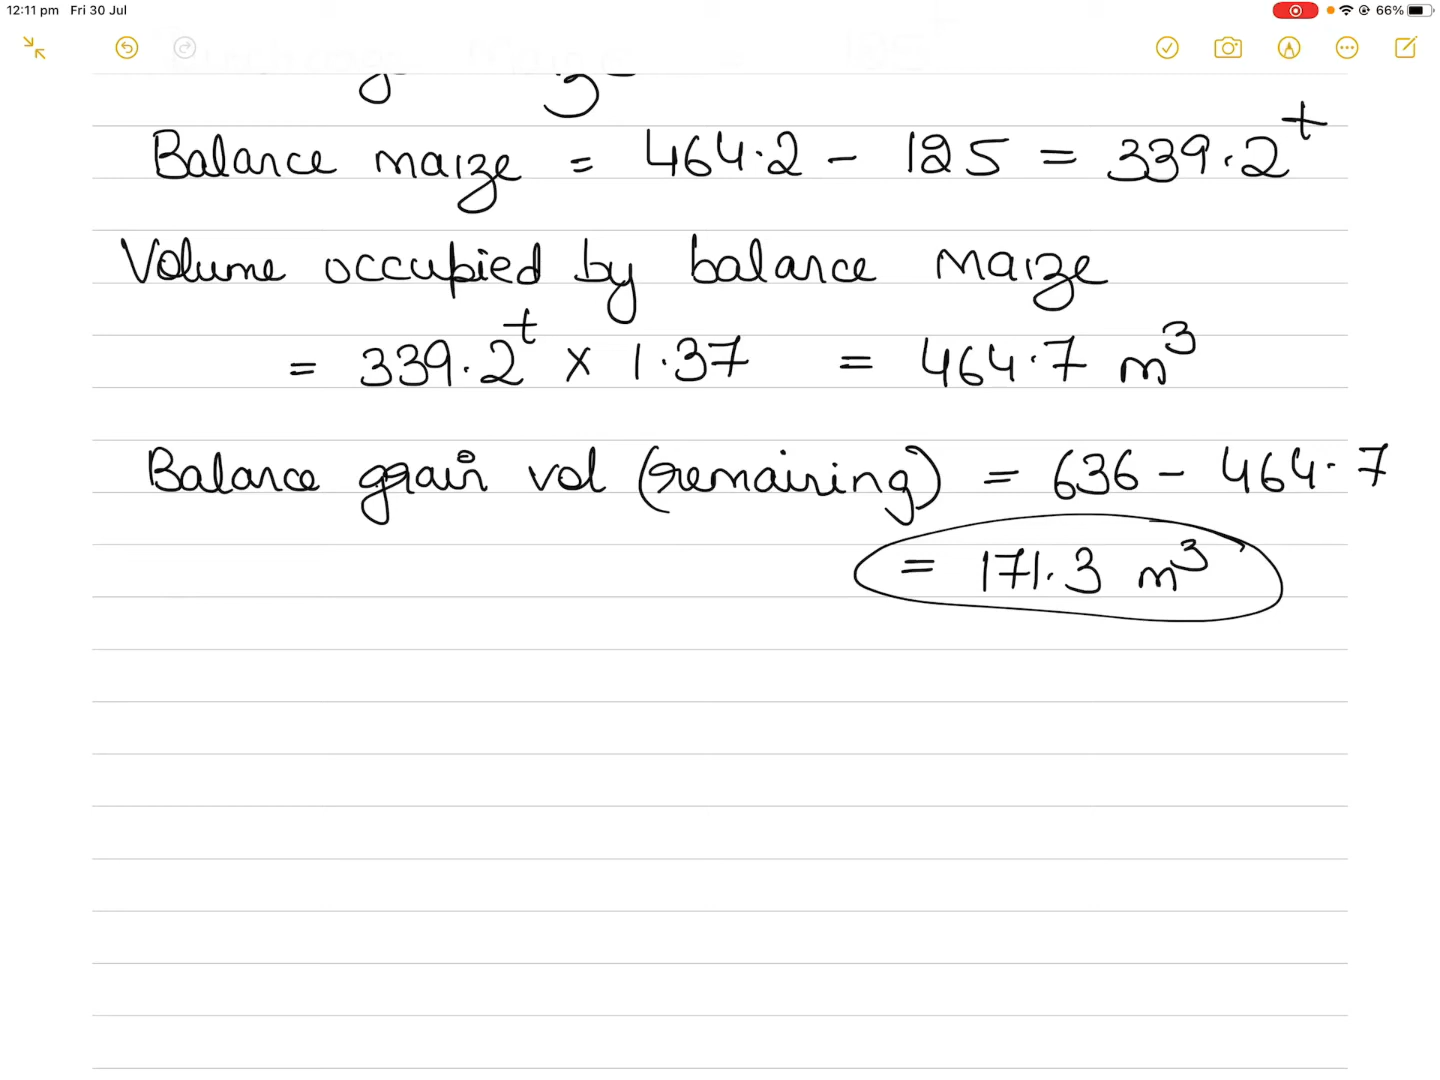 12:11 pm Fri 30 Jul 66%
Balance maize = 464.2 - 125 = 339.2t
Volume occupied by balance maize
= 339.2t × 1.37 = 464.7 m³
Balance grain vol (remaining) = 636 - 464.7
= 171.3 m³